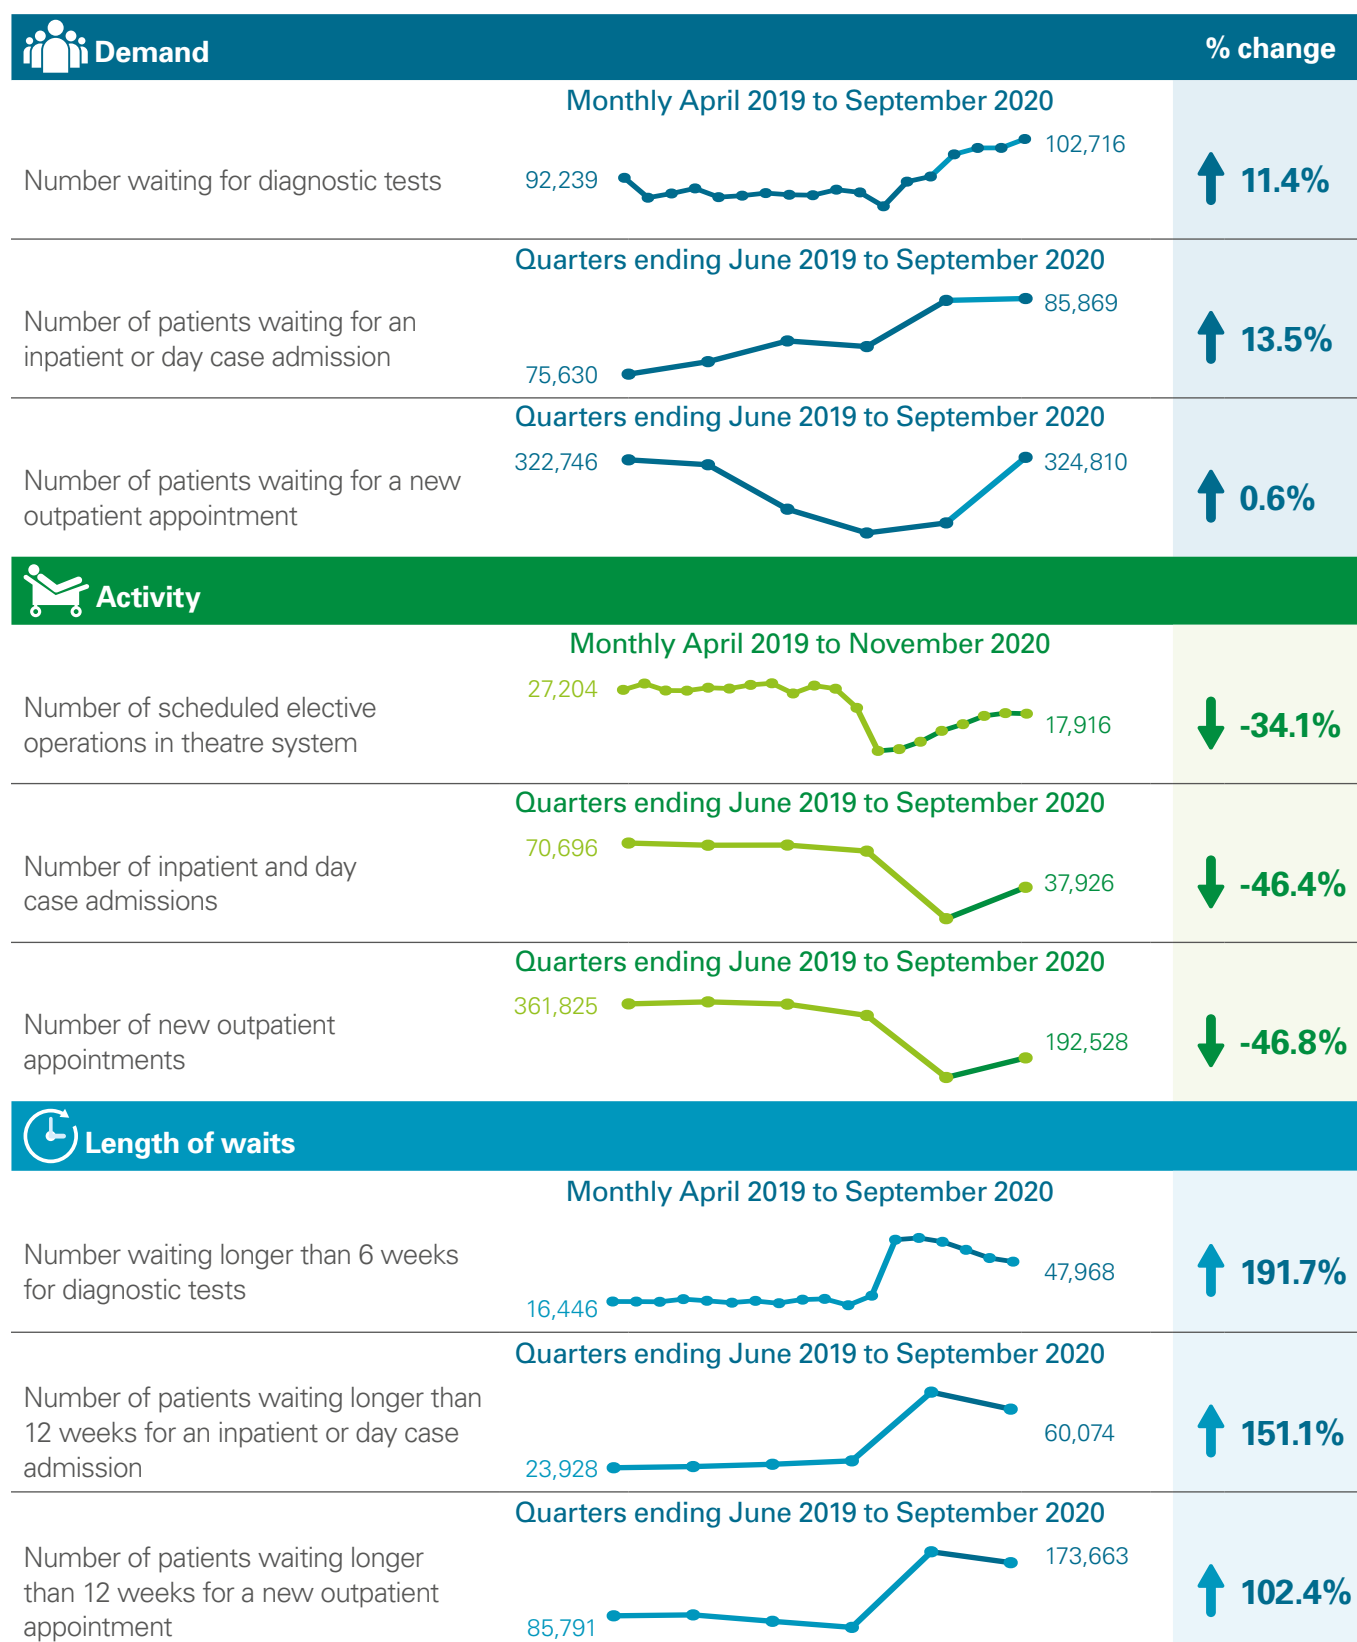 Demand
% change
Monthly April 2019 to September 2020
Number waiting for diagnostic tests
92,239
102,716
11.4%
Quarters ending June 2019 to September 2020
Number of patients waiting for an
inpatient or day case admission
75,630
85,869
13.5%
Quarters ending June 2019 to September 2020
Number of patients waiting for a new
outpatient appointment
322,746
324,810
0.6%
Activity
Monthly April 2019 to November 2020
Number of scheduled elective
operations in theatre system
27,204
17,916
-34.1%
Quarters ending June 2019 to September 2020
Number of inpatient and day
case admissions
70,696
37,926
-46.4%
Quarters ending June 2019 to September 2020
Number of new outpatient
appointments
361,825
192,528
-46.8%
Length of waits
Monthly April 2019 to September 2020
Number waiting longer than 6 weeks
for diagnostic tests
16,446
47,968
191.7%
Quarters ending June 2019 to September 2020
Number of patients waiting longer than
12 weeks for an inpatient or day case
admission
23,928
60,074
151.1%
Quarters ending June 2019 to September 2020
Number of patients waiting longer
than 12 weeks for a new outpatient
appointment
85,791
173,663
102.4%